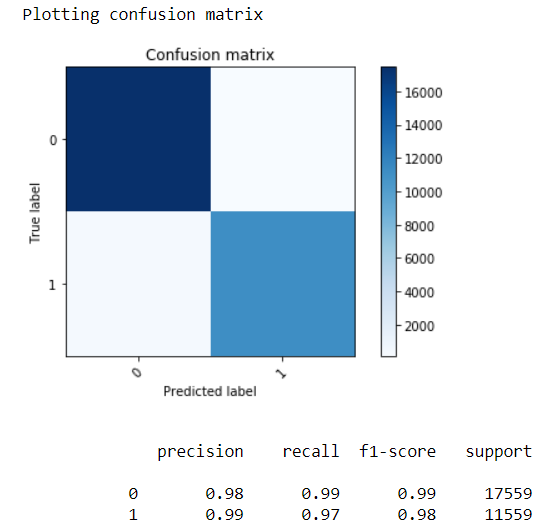 Plotting confusion matrix
Confusion matrix
16000
14000
12000
10000
8000
6000
4000
2000
True label
0
1
0 1
Predicted label
precision recall f1-score support
0 0.98 0.99 0.99 17559
1 0.99 0.97 0.98 11559